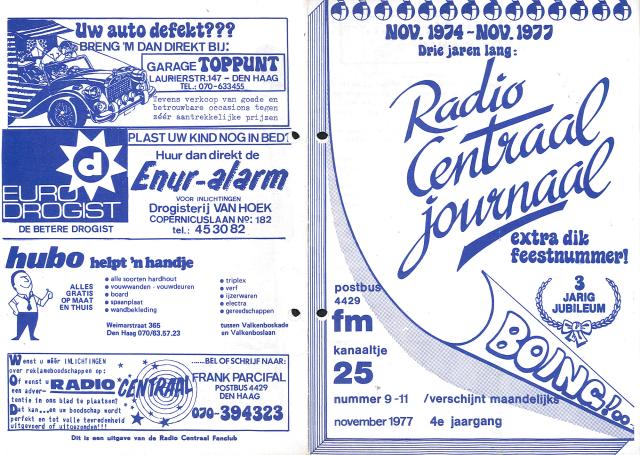 Uw auto defekt???
BRENG 'M DAN DIREKT BIJ:
GARAGE TOPPUNT
LAURIERSTR.147 - DEN HAAG
TEL.: 070-633455
Tevens verkoop van goede en
betrouwbare occasions tegen
zéér aantrekkelijke prijzen
PLAST UW KIND NOG IN BED?
Huur dan direkt de
Enur-alarm
VOOR INLICHTINGEN
Drogisterij VAN HOEK
COPERNICUSLAAN No: 182
tel.: 45 30 82
d
EURO
DROGIST
DE BETERE DROGIST
hubo helpt 'n handje
ALLES
GRATIS
OP MAAT
EN THUIS
• alle soorten hardhout
• vouwwanden - vouwdeuren
• board
• spaanplaat
• wandbekleding
• triplex
• verf
• ijzerwaren
• electra
• gereedschappen
Weimarstraat 365
Den Haag 070/63.57.23
tussen Valkenboskade
en Valkenboslaan
Wenst u méér INLICHTINGEN
over reklameboodschappen op:
"RADIO CENTRAAL"
Of wenst u
een adver-
tentie in ons blad te plaatsen?
Dat kan...en uw boodschap wordt
perfekt en tot volle tevredenheid
uitgevoerd of uitgezonden!!!
.....BEL OF SCHRIJF NAAR:
FRANK PARCIFAL
POSTBUS 4429
DEN HAAG
070-394323
Dit is een uitgave van de Radio Centraal Fanclub
NOV. 1974 - NOV. 1977
Drie jaren lang:
Radio
Centraal
journaal
extra dik
feestnummer!
3
JARIG
JUBILEUM
BOING!oo
postbus
4429
fm
kanaaltje
25
nummer 9-11 /verschijnt maandelijks
november 1977 4e jaargang